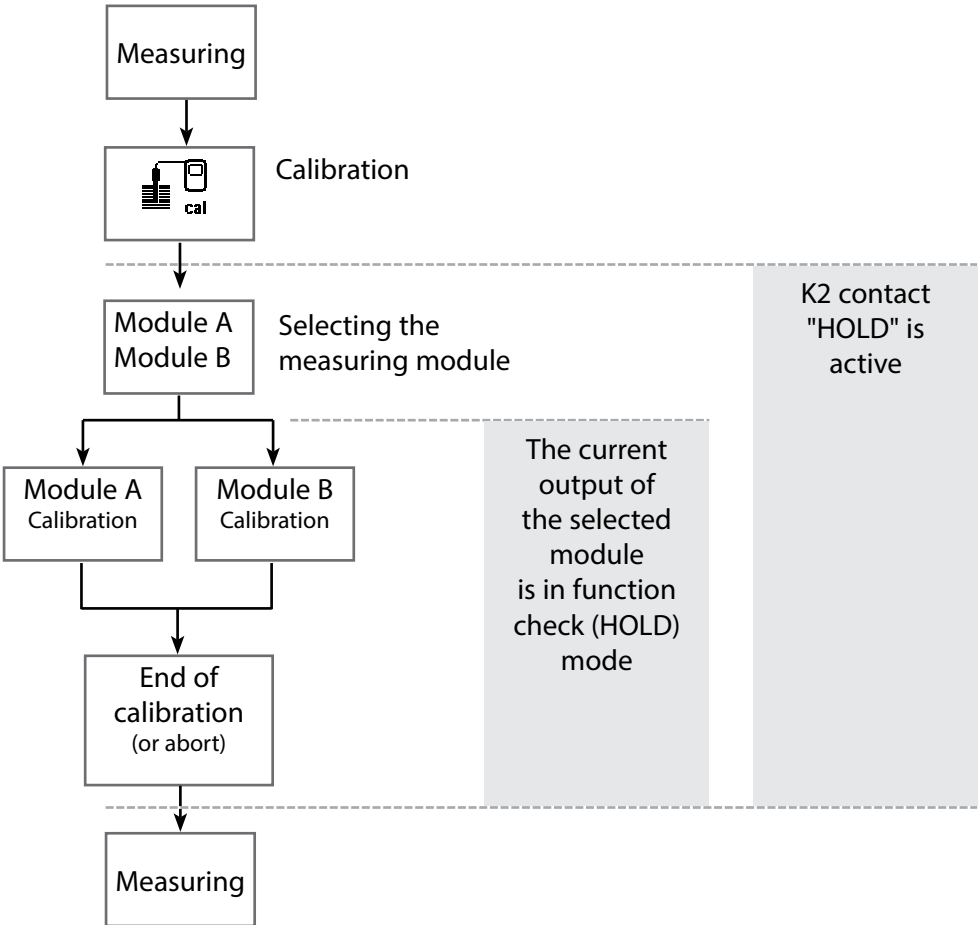 Measuring
cal
Calibration
Module A
Module B
Selecting the
measuring module
K2 contact
"HOLD" is
active
Module A
Calibration
Module B
Calibration
The current
output of
the selected
module
is in function
check (HOLD)
mode
End of
calibration
(or abort)
Measuring